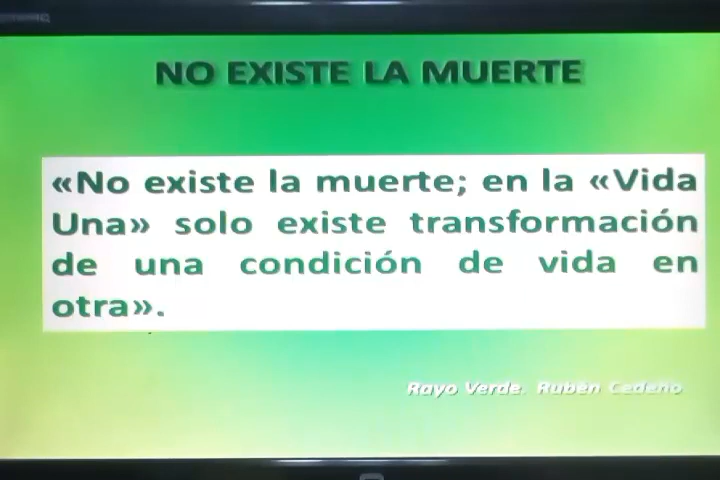 NO EXISTE LA MUERTE
«No existe la muerte; en la «Vida
Una» solo existe transformación
de una condición de vida en
otra».
Rayo Verde. Rubén Cedeño